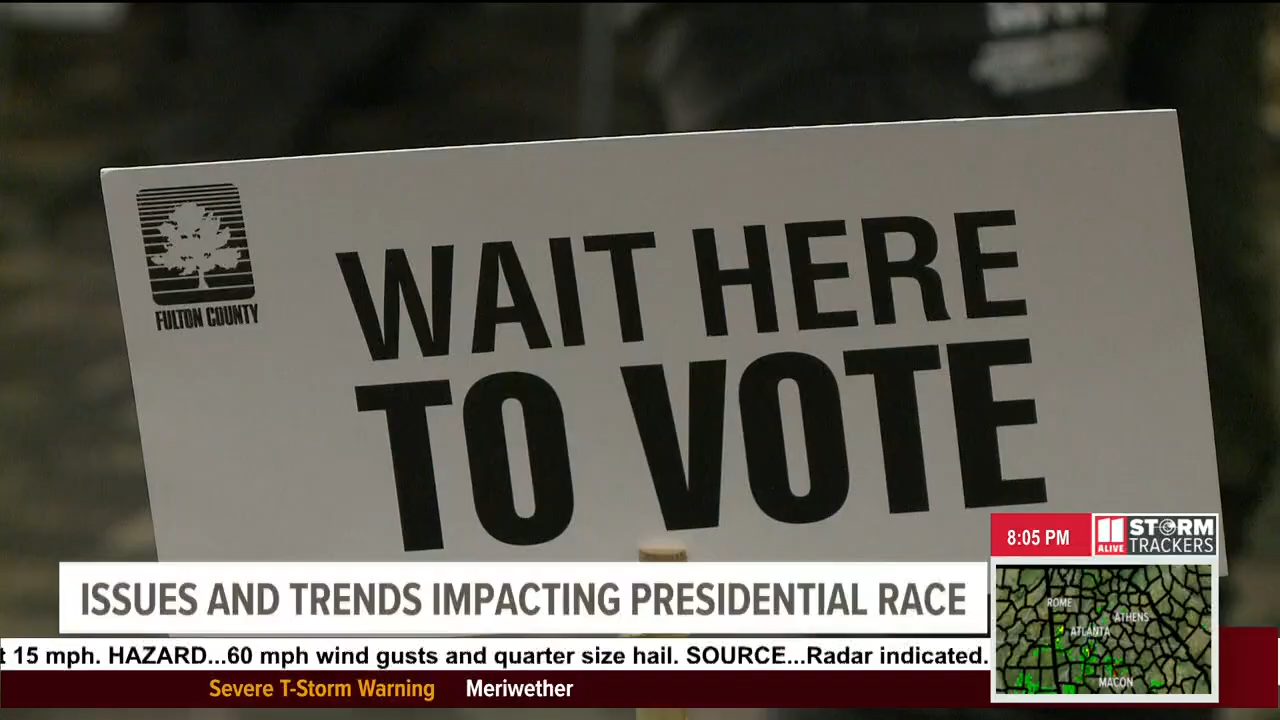 FULTON COUNTY
WAIT HERE
TO VOTE
8:05 PM
11 ALIVE
STORM
TRACKERS
ISSUES AND TRENDS IMPACTING PRESIDENTIAL RACE
ROME
ATHENS
ATLANTA
MACON
t 15 mph. HAZARD...60 mph wind gusts and quarter size hail. SOURCE...Radar indicated.
Severe T-Storm Warning Meriwether